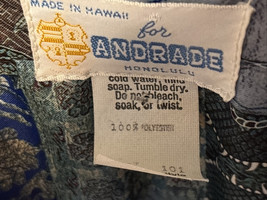 MADE IN HAWAII
for
ANDRADE
HONOLULU
cold water, mild
soap. Tumble dry.
Do not bleach,
soak, or twist.
100% POLYESTER
101